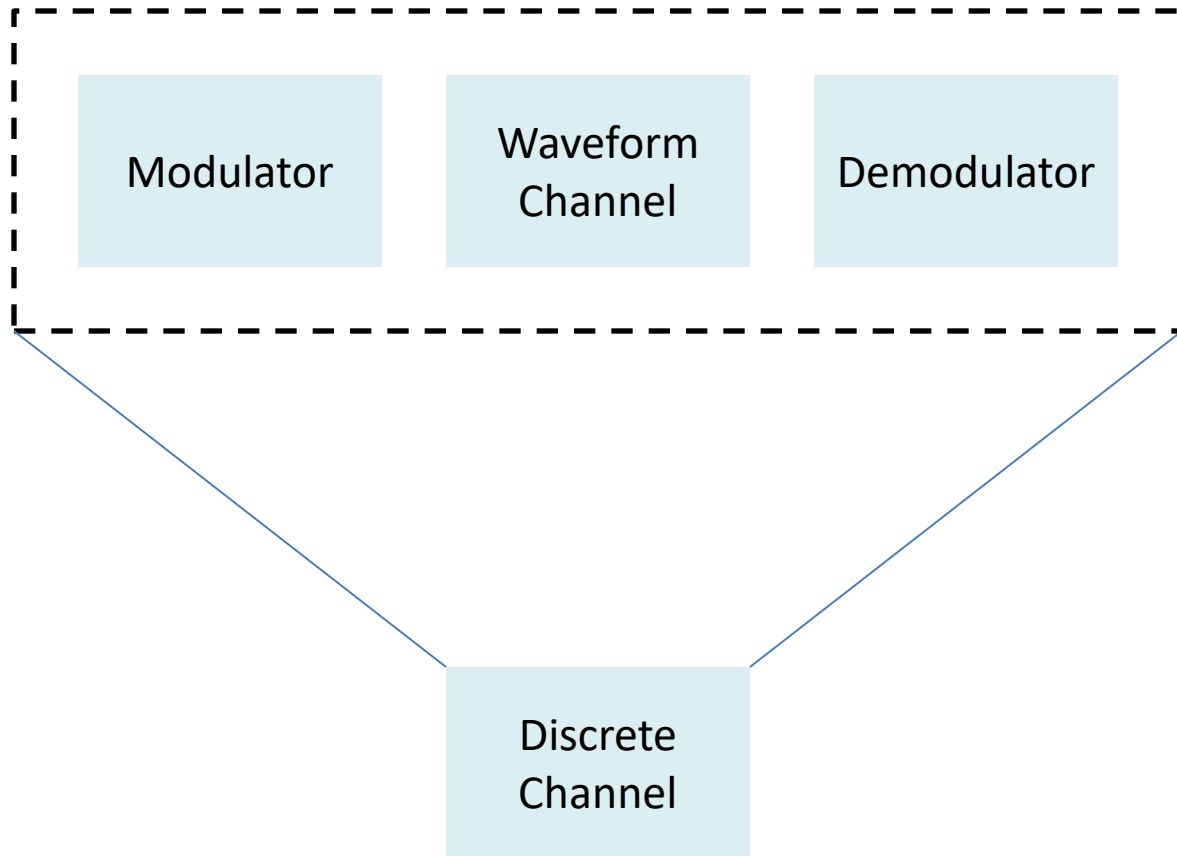 Modulator
Waveform
Channel
Demodulator
Discrete
Channel